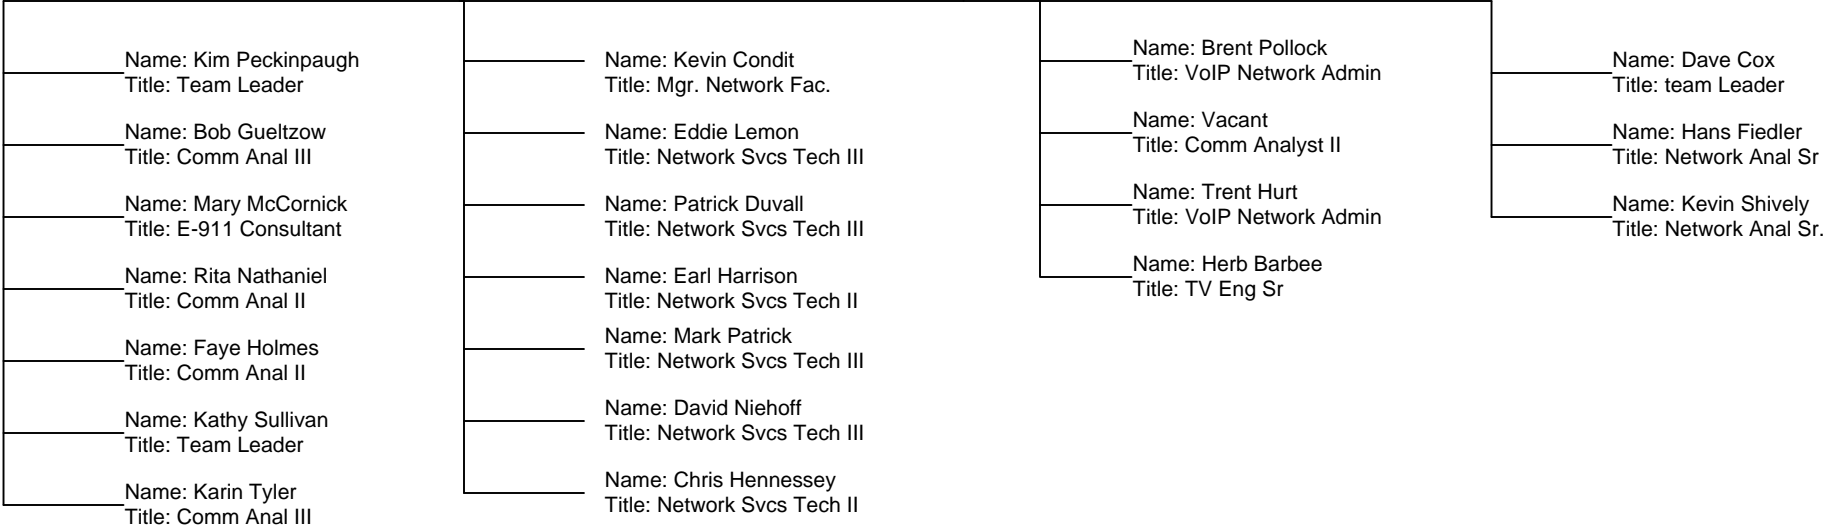 Name: Kim Peckinpaugh
Title: Team Leader
Name: Bob Gueltzow
Title: Comm Anal III
Name: Mary McCornick
Title: E-911 Consultant
Name: Rita Nathaniel
Title: Comm Anal II
Name: Faye Holmes
Title: Comm Anal II
Name: Kathy Sullivan
Title: Team Leader
Name: Karin Tyler
Title: Comm Anal III
Name: Kevin Condit
Title: Mgr. Network Fac.
Name: Eddie Lemon
Title: Network Svcs Tech III
Name: Patrick Duvall
Title: Network Svcs Tech III
Name: Earl Harrison
Title: Network Svcs Tech II
Name: Mark Patrick
Title: Network Svcs Tech III
Name: David Niehoff
Title: Network Svcs Tech III
Name: Chris Hennessey
Title: Network Svcs Tech II
Name: Brent Pollock
Title: VoIP Network Admin
Name: Vacant
Title: Comm Analyst II
Name: Trent Hurt
Title: VoIP Network Admin
Name: Herb Barbee
Title: TV Eng Sr
Name: Dave Cox
Title: team Leader
Name: Hans Fiedler
Title: Network Anal Sr
Name: Kevin Shively
Title: Network Anal Sr.